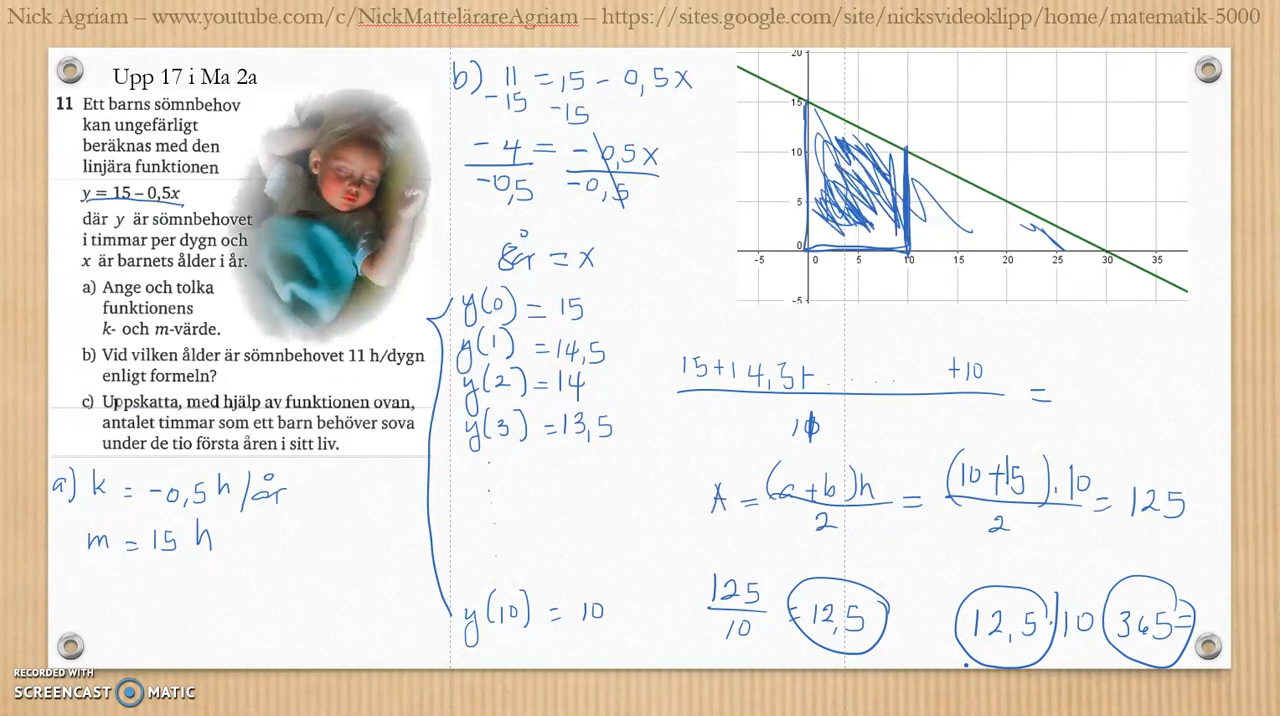 Nick Agriam – www.youtube.com/c/NickMattelärareAgriam – https://sites.google.com/site/nicksvideoklipp/home/matematik-5000
Upp 17 i Ma 2a
11 Ett barns sömnbehov
kan ungefärligt
beräknas med den
linjära funktionen
y = 15 – 0,5x
där y är sömnbehovet
i timmar per dygn och
x är barnets ålder i år.
a) Ange och tolka
funktionens
k- och m-värde.
b) Vid vilken ålder är sömnbehovet 11 h/dygn
enligt formeln?
c) Uppskatta, med hjälp av funktionen ovan,
antalet timmar som ett barn behöver sova
under de tio första åren i sitt liv.
a) k = -0,5 h/år
m = 15 h
b) 11 = 15 - 0,5x
-15 -15
-4 = -0,5x
-0,5 -0,5
år = x
y(0) = 15
y(1) = 14,5
y(2) = 14
y(3) = 13,5
.
.
.
.
y(10) = 10
20
15
10
5
0
-5 0 5 10 15 20 25 30 35
-5
15+14,5+ . . . . +10 =
A = (a+b)h = (10+15).10 = 125
2 2
125 = 12,5
10
12,5 . 10 365 =
RECORDED WITH
SCREENCAST MATIC